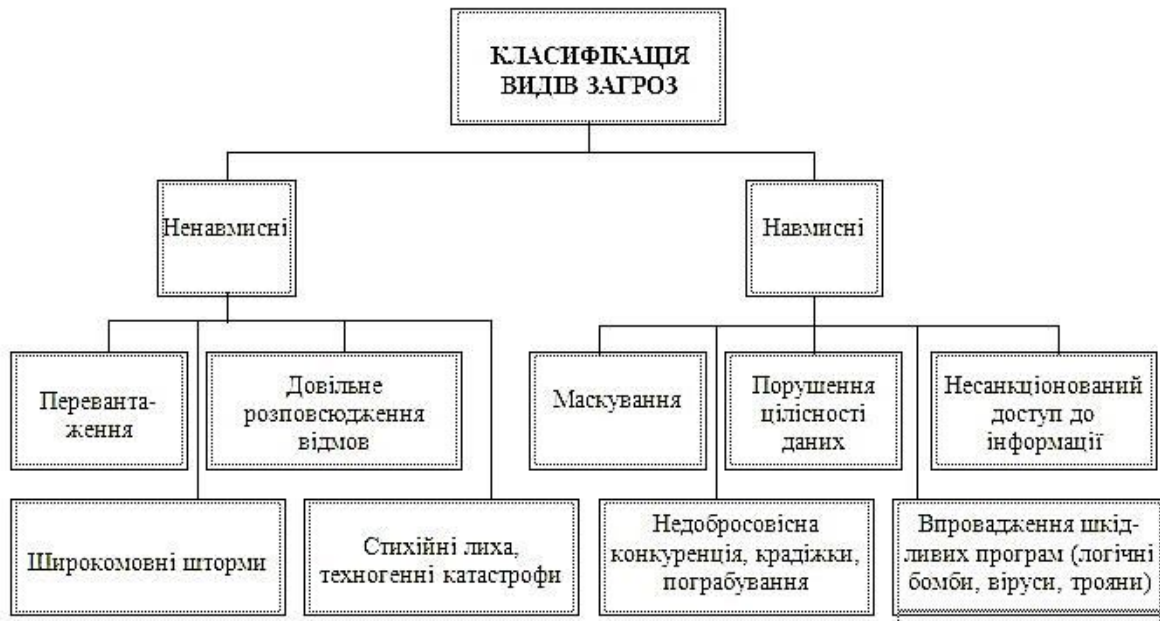 КЛАСИФІКАЦІЯ
ВИДІВ ЗАГРОЗ
Ненавмисні
Навмисні
Переванта-
ження
Довільне
розповсюдження
відмов
Маскування
Порушення
цілісності
даних
Несанкціонований
доступ до
інформації
Широкомовні шторми
Стихійні лиха,
техногенні катастрофи
Недобросовісна
конкуренція, крадіжки,
пограбування
Впровадження шкід-
ливих програм (логічні
бомби, віруси, трояни)